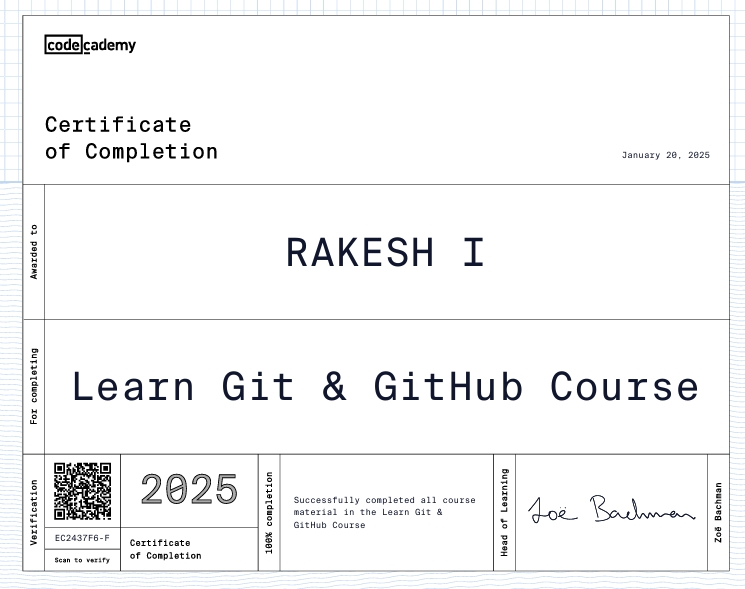 codecademy
Certificate
of Completion
January 20, 2025
Awarded to
RAKESH I
For completing
Learn Git & GitHub Course
Verification
EC2437F6-F
Scan to verify
2025
Certificate
of Completion
100% completion
Successfully completed all course
material in the Learn Git &
GitHub Course
Head of Learning
Zoë Bachman
Zoë Bachman